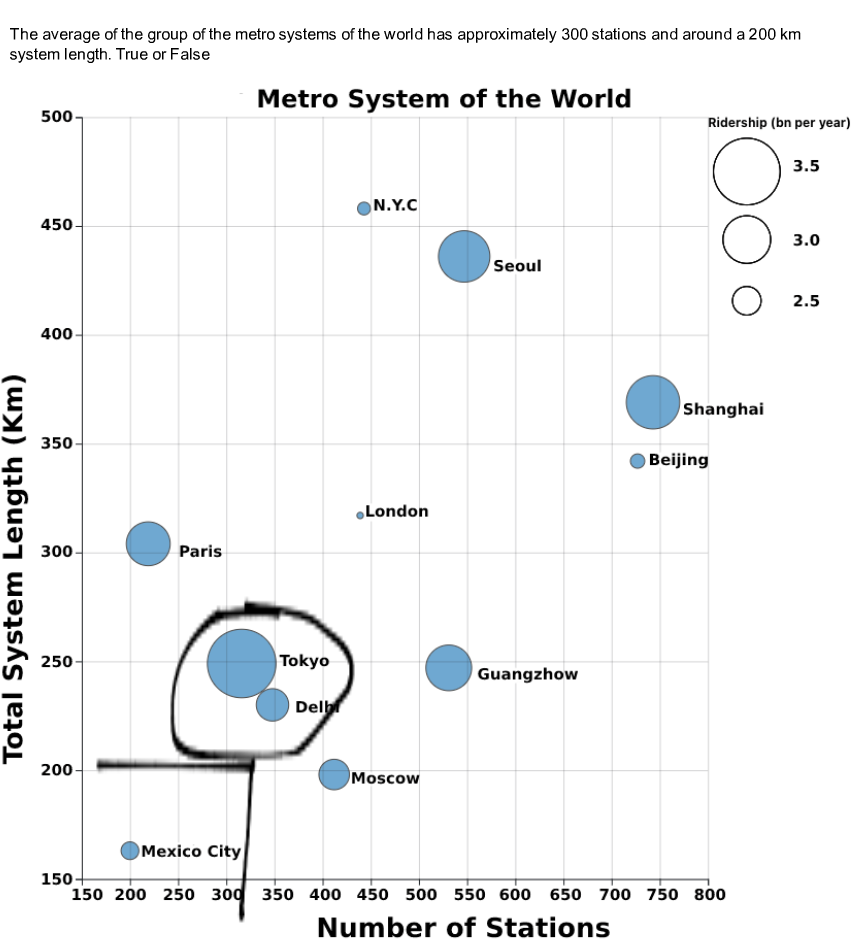 The average of the group of the metro systems of the world has approximately 300 stations and around a 200 km
system length. True or False
Metro System of the World
Ridership (bn per year)
3.5
3.0
2.5
Total System Length (Km)
500
450
400
350
300
250
200
150
N.Y.C
Seoul
Shanghai
Beijing
London
Paris
Tokyo
Guangzhow
Delhi
Moscow
Mexico City
150 200 250 300 350 400 450 500 550 600 650 700 750 800
Number of Stations